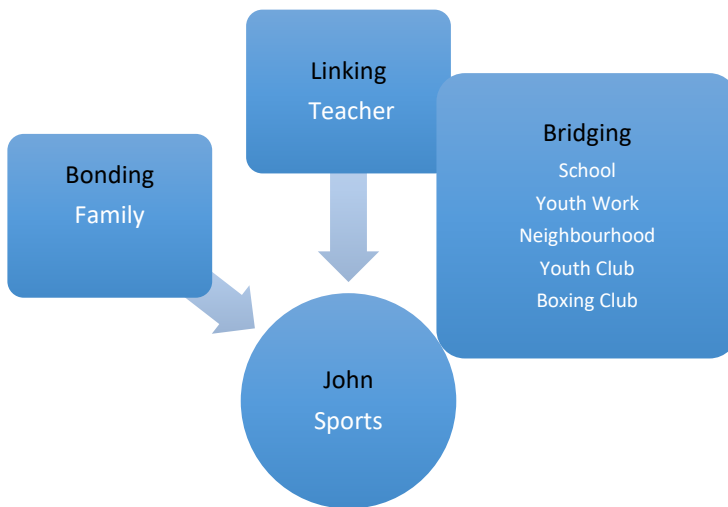 Linking
Teacher
Bonding
Family
Bridging
School
Youth Work
Neighbourhood
Youth Club
Boxing Club
John
Sports